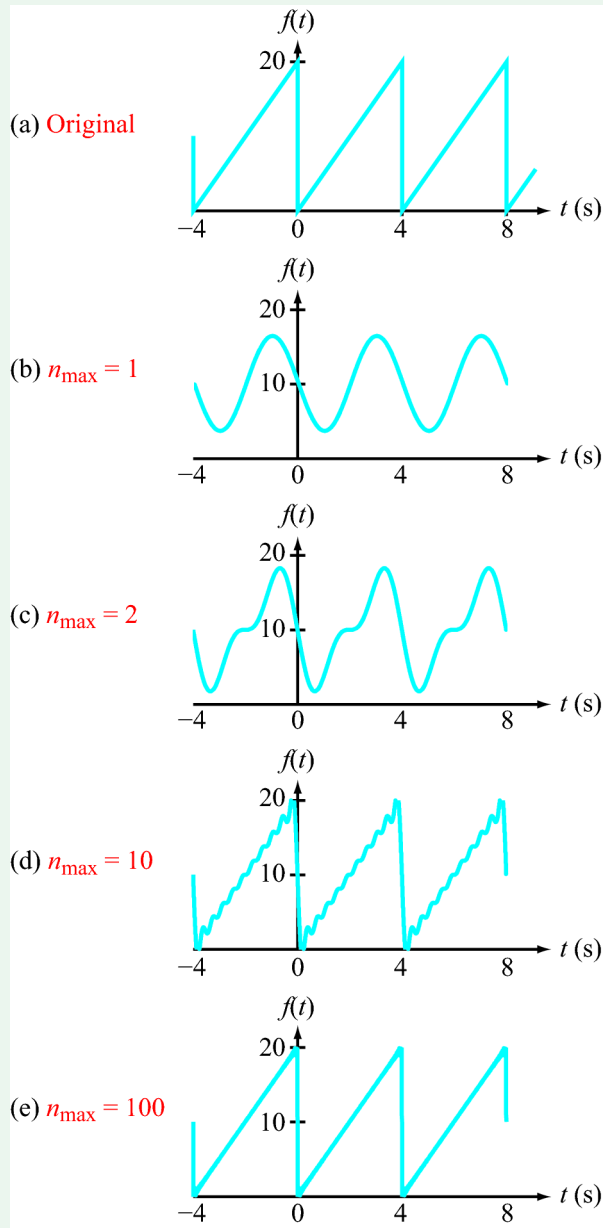 f(t)
20
(a) Original
t (s)
−4 0 4 8
f(t)
20
(b) nmax = 1
10
t (s)
−4 0 4 8
f(t)
20
(c) nmax = 2
10
t (s)
−4 0 4 8
f(t)
20
(d) nmax = 10
10
t (s)
−4 0 4 8
f(t)
20
(e) nmax = 100
10
t (s)
−4 0 4 8